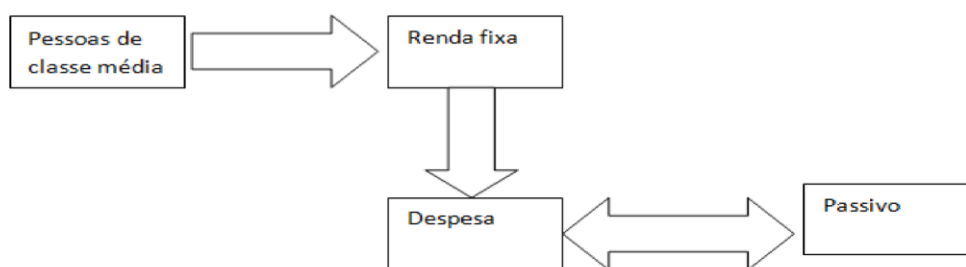 Pessoas de
classe média
Renda fixa
Despesa
Passivo